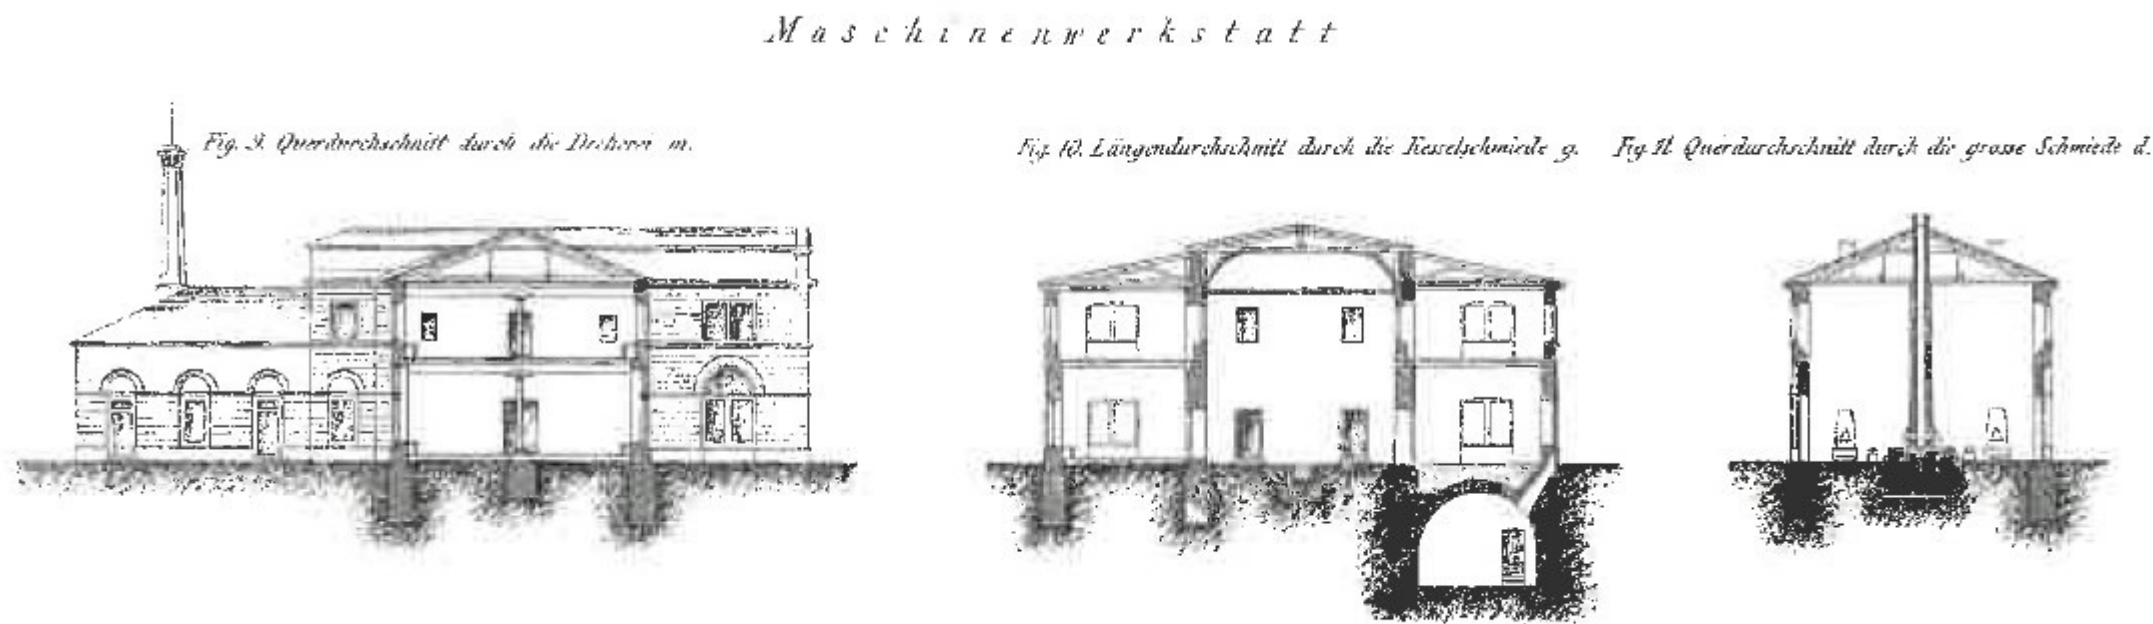 Maschinenwerkstatt
Fig. 9. Querdurchschnitt durch die Dreherei m.
Fig. 10. Längendurchschnitt durch die Kesselschmiede g.
Fig. 11. Querdurchschnitt durch die grosse Schmiede d.